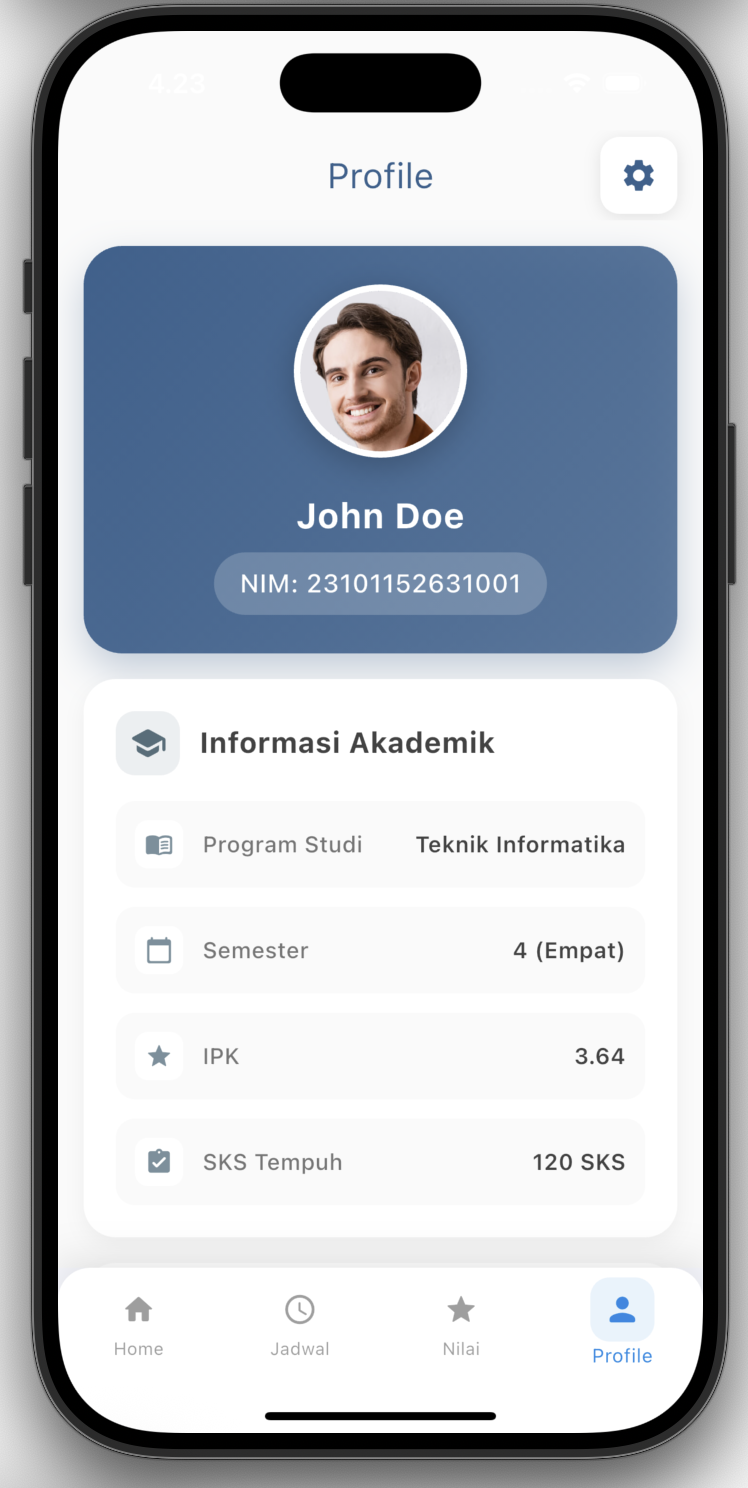 4.23
Profile
John Doe
NIM: 23101152631001
Informasi Akademik
Program Studi Teknik Informatika
Semester 4 (Empat)
IPK 3.64
SKS Tempuh 120 SKS
Home Jadwal Nilai Profile